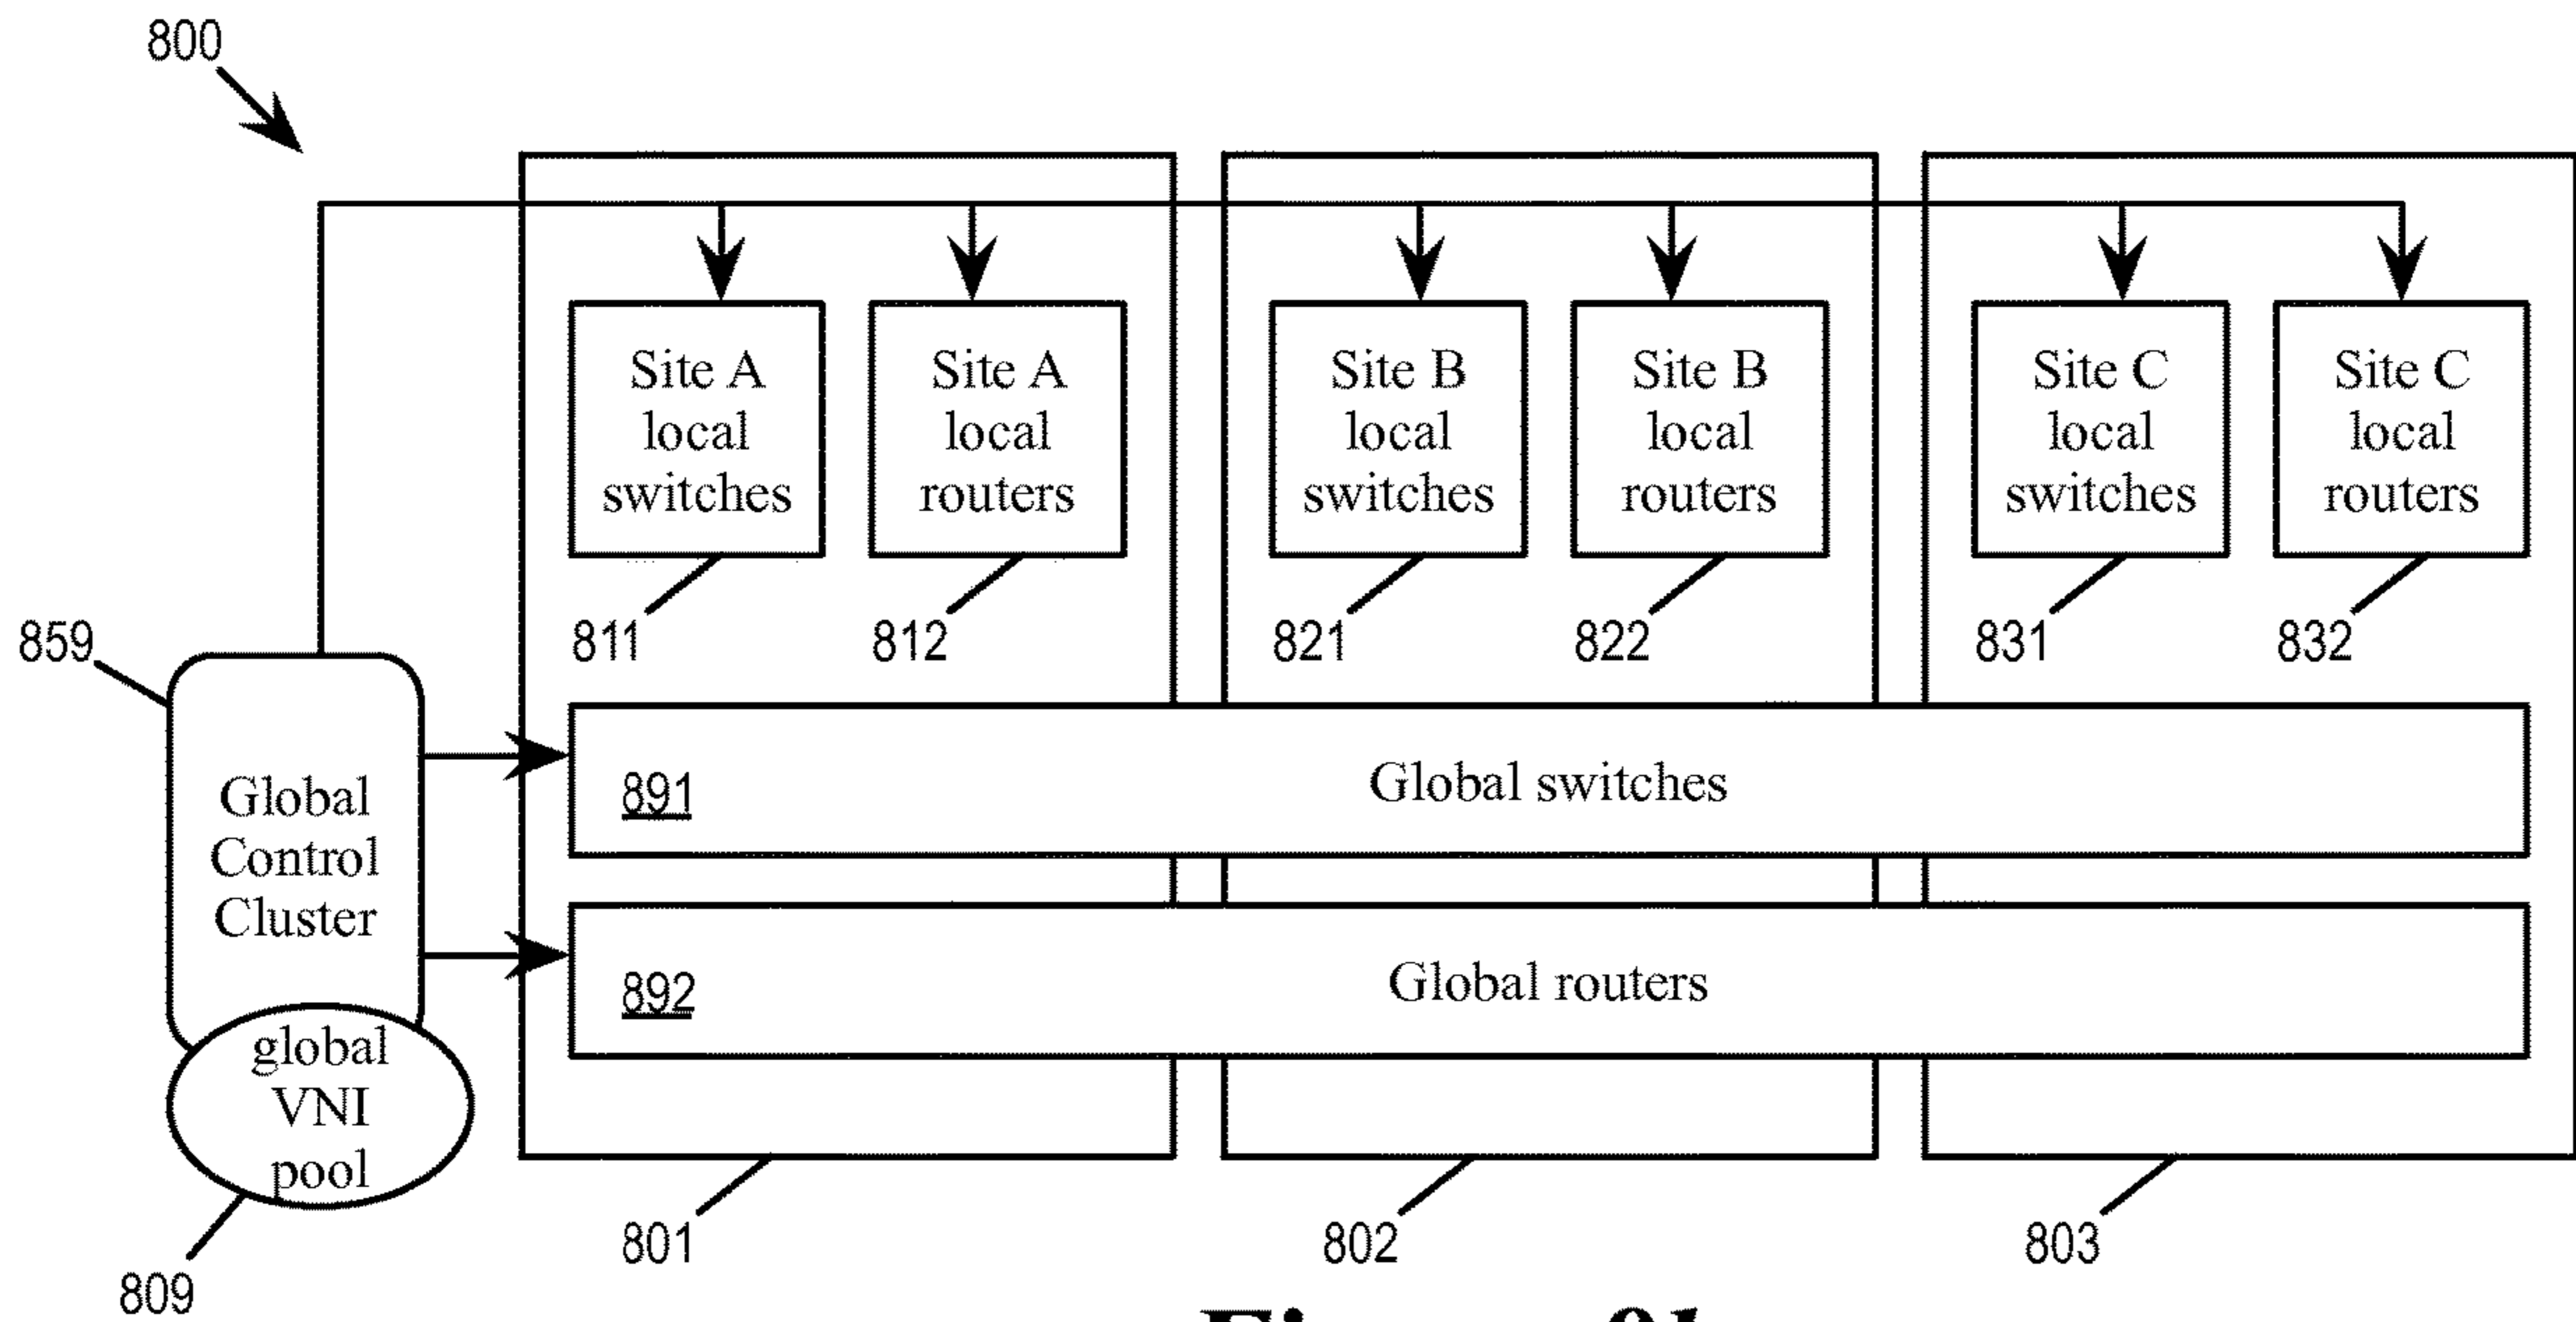 800
Site A
local
switches
Site A
local
routers
Site B
local
switches
Site B
local
routers
Site C
local
switches
Site C
local
routers
859
811
812
821
822
831
832
Global
Control
Cluster
891
Global switches
892
Global routers
global
VNI
pool
801
802
803
809